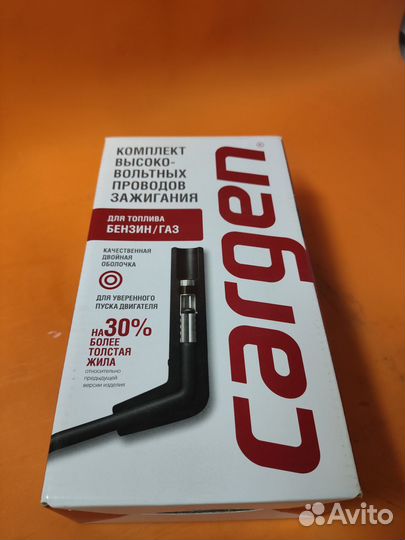 КОМПЛЕКТ
ВЫСОКО-
ВОЛЬТНЫХ
ПРОВОДОВ
ЗАЖИГАНИЯ
ДЛЯ ТОПЛИВА
БЕНЗИН/ГАЗ
КАЧЕСТВЕННАЯ
ДВОЙНАЯ
ОБОЛОЧКА
ДЛЯ УВЕРЕННОГО
ПУСКА ДВИГАТЕЛЯ
НА 30%
БОЛЕЕ
ТОЛСТАЯ
ЖИЛА
относительно
предыдущей
версии изделия
cargen®
Avito